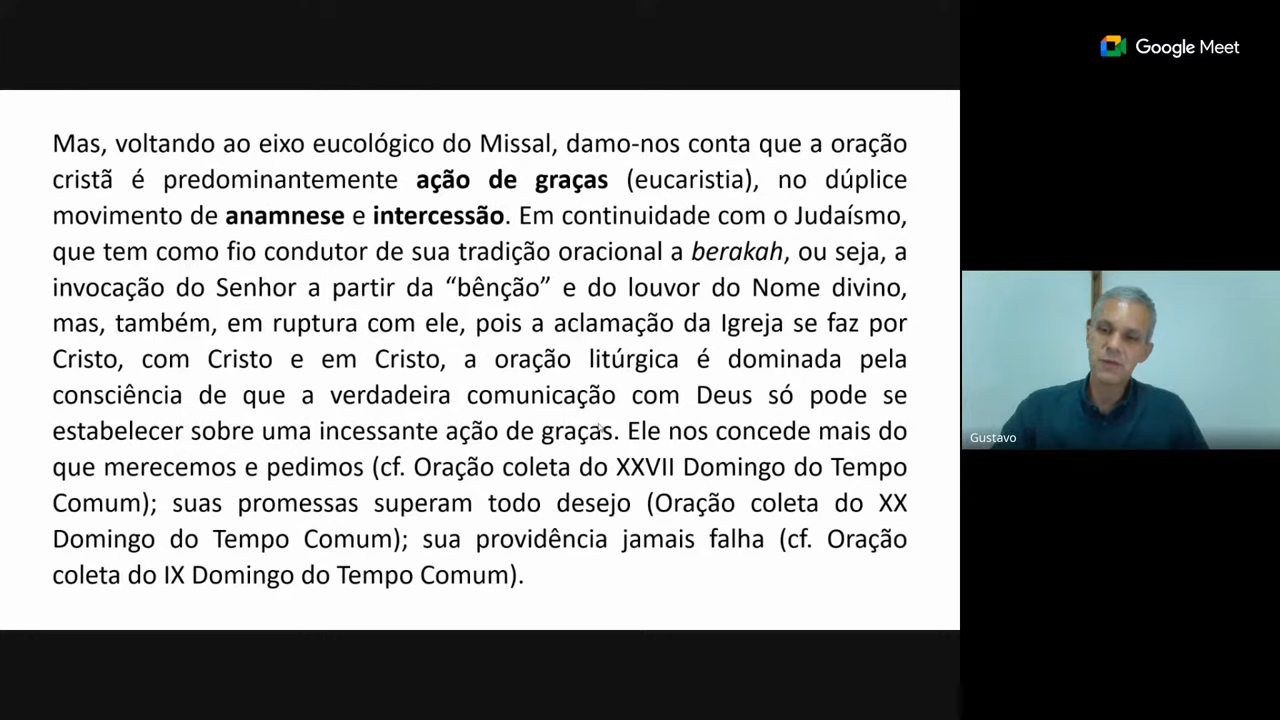 Google Meet
Mas, voltando ao eixo eucológico do Missal, damo-nos conta que a oração
cristã é predominantemente ação de graças (eucaristia), no dúplice
movimento de anamnese e intercessão. Em continuidade com o Judaísmo,
que tem como fio condutor de sua tradição oracional a berakah, ou seja, a
invocação do Senhor a partir da “bênção” e do louvor do Nome divino,
mas, também, em ruptura com ele, pois a aclamação da Igreja se faz por
Cristo, com Cristo e em Cristo, a oração litúrgica é dominada pela
consciência de que a verdadeira comunicação com Deus só pode se
estabelecer sobre uma incessante ação de graças. Ele nos concede mais do
que merecemos e pedimos (cf. Oração coleta do XXVII Domingo do Tempo
Comum); suas promessas superam todo desejo (Oração coleta do XX
Domingo do Tempo Comum); sua providência jamais falha (cf. Oração
coleta do IX Domingo do Tempo Comum).
Gustavo